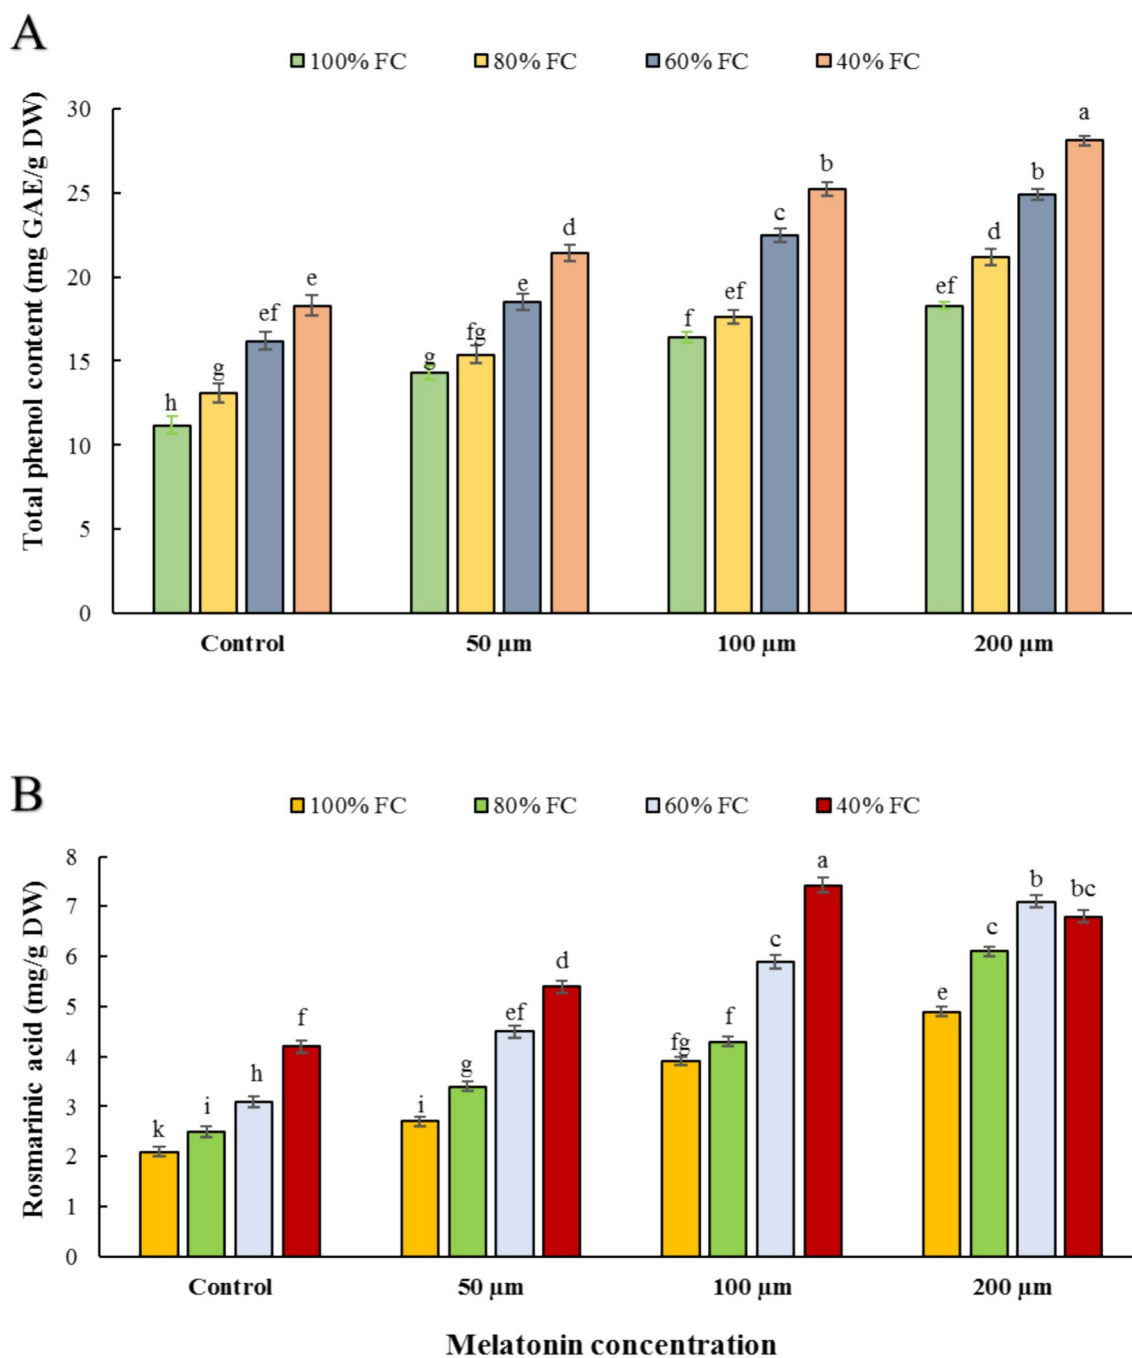 A
100% FC 80% FC 60% FC 40% FC
Total phenol content (mg GAE/g DW)
30
25
20
15
10
5
0
h g ef e
g fg e d
f ef c b
ef d b a
Control 50 μm 100 μm 200 μm
B
100% FC 80% FC 60% FC 40% FC
Rosmarinic acid (mg/g DW)
8
7
6
5
4
3
2
1
0
k i h f
i g ef d
fg f c a
e c b bc
Control 50 μm 100 μm 200 μm
Melatonin concentration